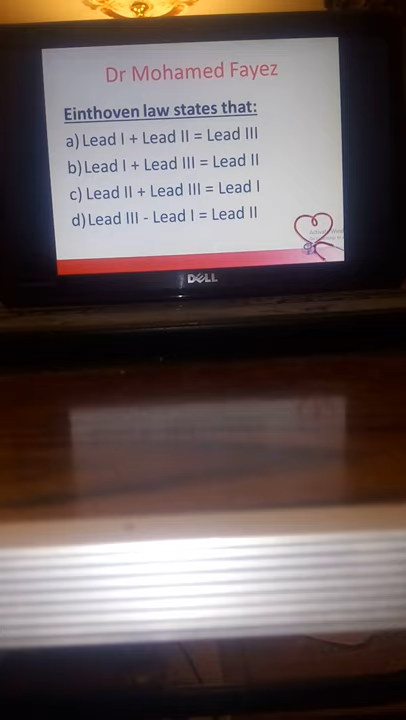 Dr Mohamed Fayez
Einthoven law states that:
a) Lead I + Lead II = Lead III
b) Lead I + Lead III = Lead II
c) Lead II + Lead III = Lead I
d) Lead III - Lead I = Lead II
DELL